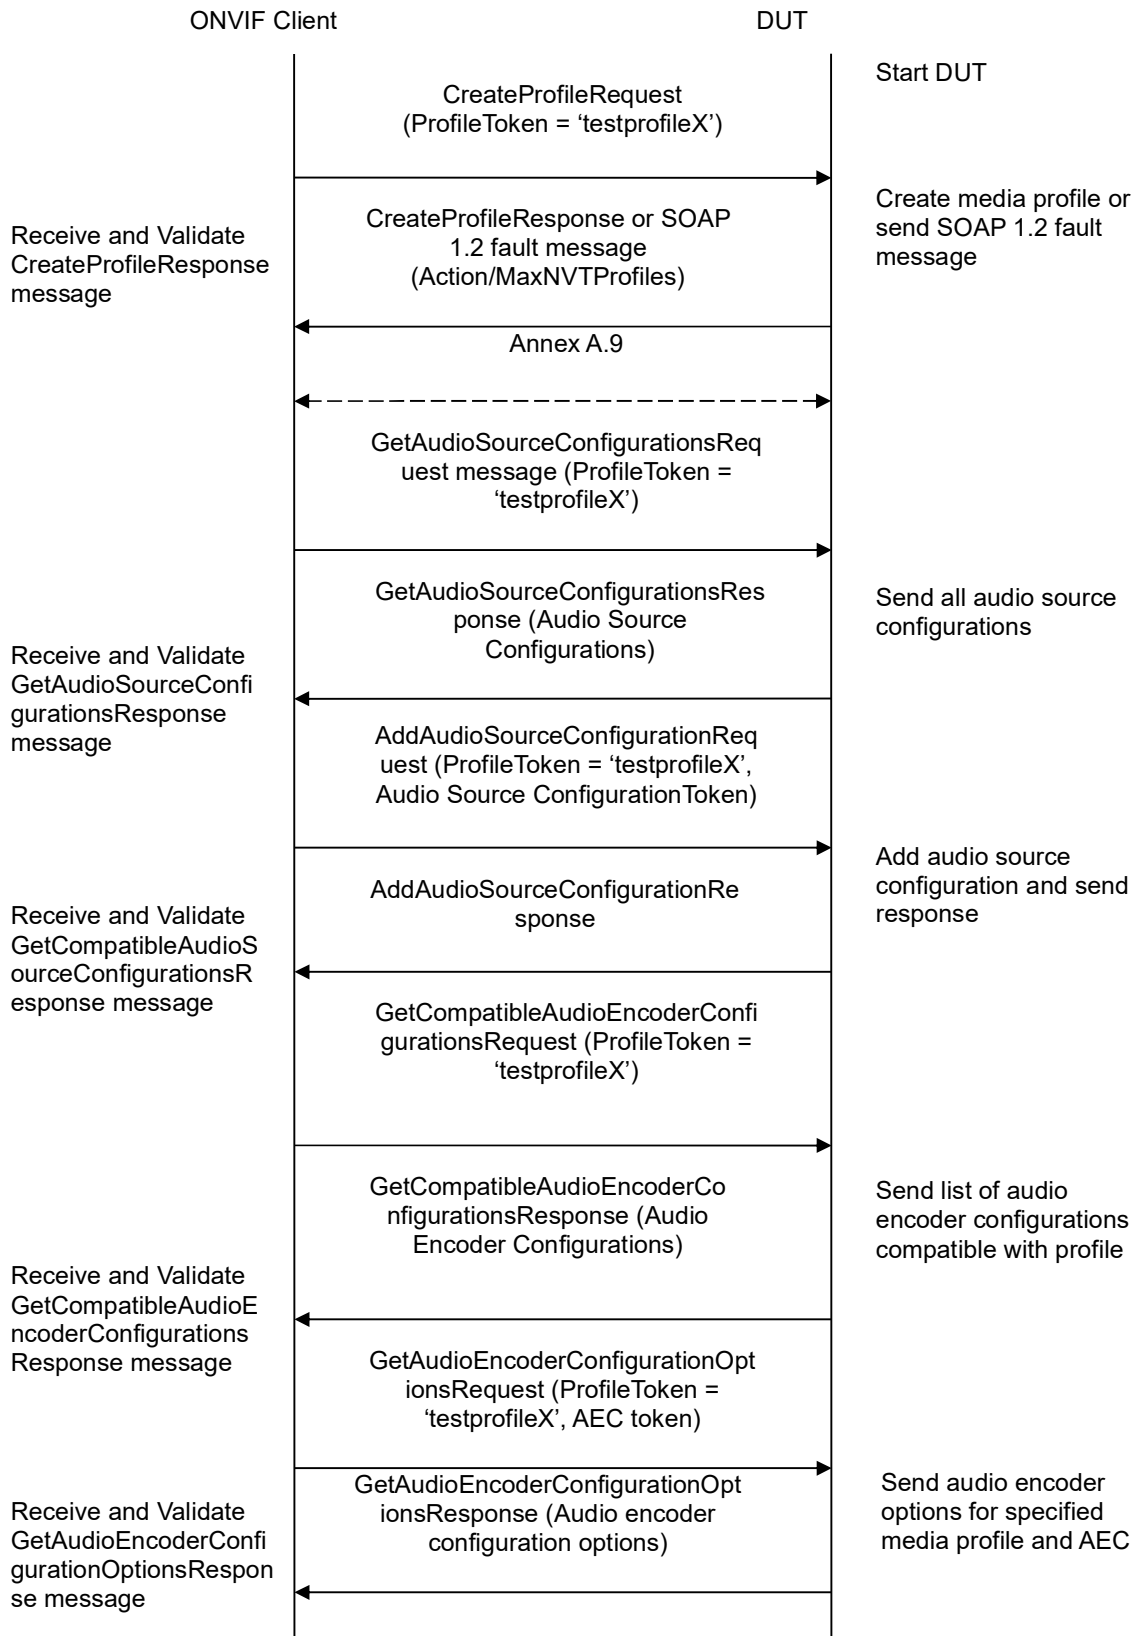 ONVIF Client
DUT
Start DUT
CreateProfileRequest
(ProfileToken = ‘testprofileX’)
Create media profile or
send SOAP 1.2 fault
message
CreateProfileResponse or SOAP
1.2 fault message
(Action/MaxNVTProfiles)
Receive and Validate
CreateProfileResponse
message
Annex A.9
GetAudioSourceConfigurationsReq
uest message (ProfileToken =
‘testprofileX’)
GetAudioSourceConfigurationsRes
ponse (Audio Source
Configurations)
Send all audio source
configurations
Receive and Validate
GetAudioSourceConfi
gurationsResponse
message
AddAudioSourceConfigurationReq
uest (ProfileToken = ‘testprofileX’,
Audio Source ConfigurationToken)
Add audio source
configuration and send
response
AddAudioSourceConfigurationRe
sponse
Receive and Validate
GetCompatibleAudioS
ourceConfigurationsR
esponse message
GetCompatibleAudioEncoderConfi
gurationsRequest (ProfileToken =
‘testprofileX’)
GetCompatibleAudioEncoderCo
nfigurationsResponse (Audio
Encoder Configurations)
Send list of audio
encoder configurations
compatible with profile
Receive and Validate
GetCompatibleAudioE
ncoderConfigurations
Response message
GetAudioEncoderConfigurationOpt
ionsRequest (ProfileToken =
‘testprofileX’, AEC token)
GetAudioEncoderConfigurationOpt
ionsResponse (Audio encoder
configuration options)
Send audio encoder
options for specified
media profile and AEC
Receive and Validate
GetAudioEncoderConfi
gurationOptionsRespon
se message